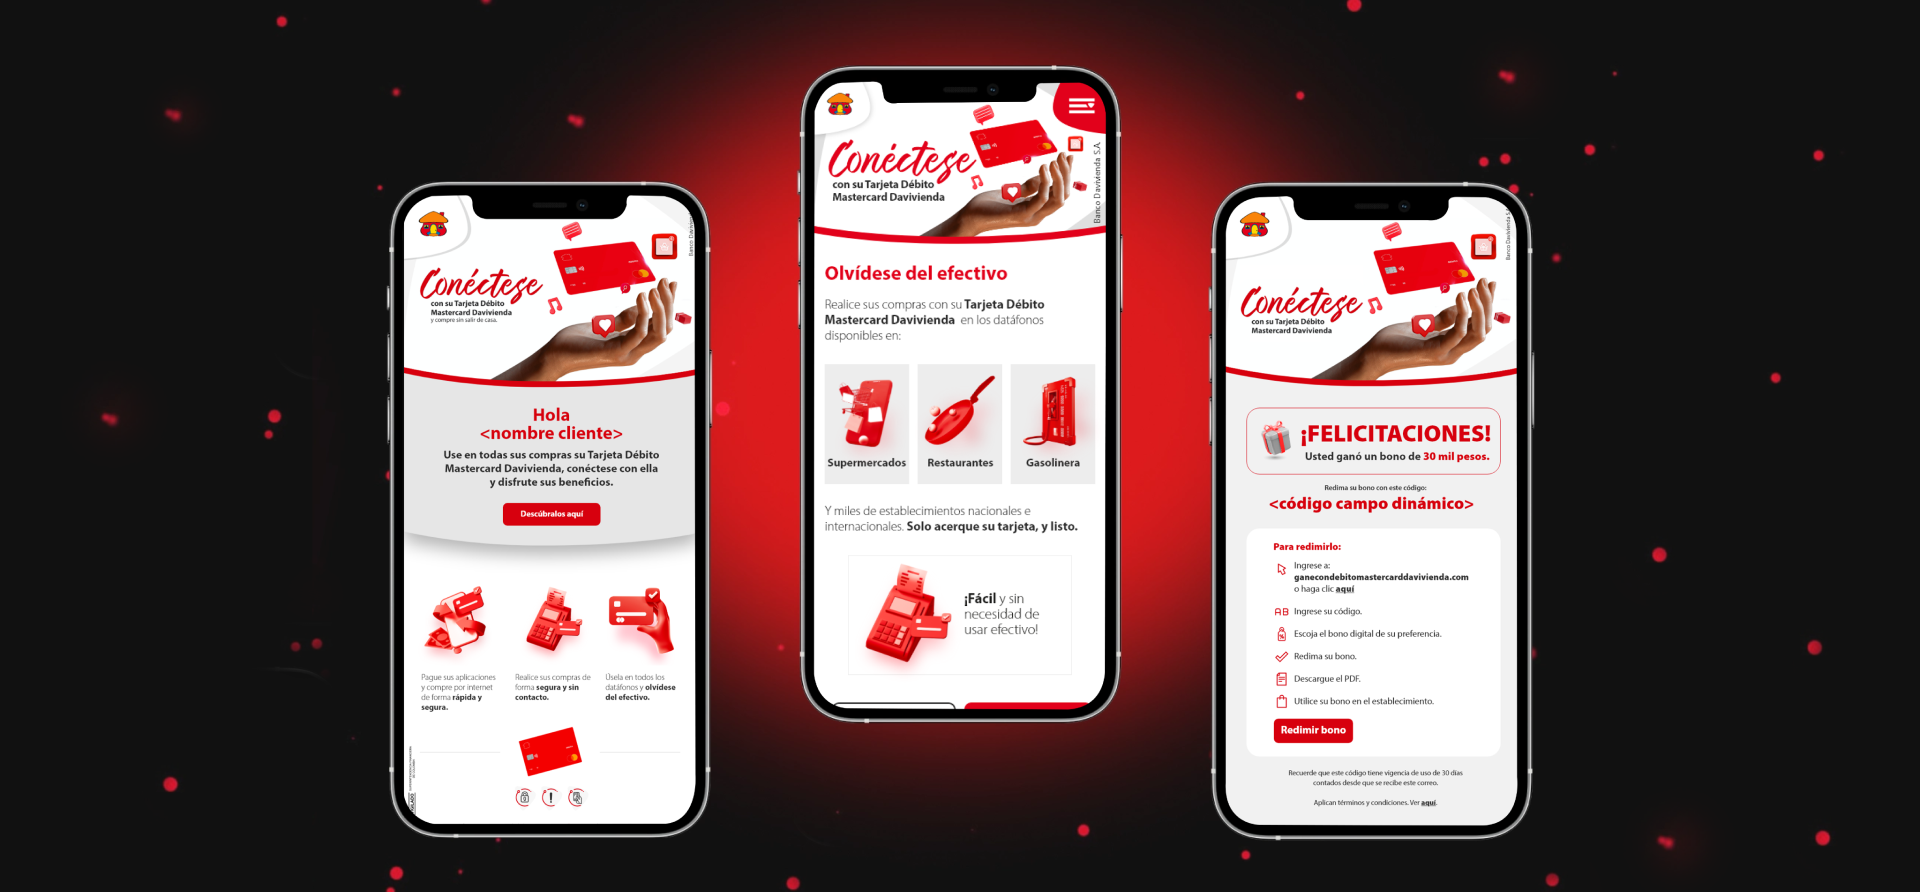 Banco Davivienda
Conéctese
con su Tarjeta Débito
Mastercard Davivienda
y compre sin salir de casa.
Hola
<nombre cliente>
Use en todas sus compras su Tarjeta Débito
Mastercard Davivienda, conéctese con ella
y disfrute sus beneficios.
Descúbralos aquí
Pague sus aplicaciones
y compre por internet
de forma rápida y
segura.
Realice sus compras de
forma segura y sin
contacto.
Úsela en todos los
datáfonos y olvídese
del efectivo.
Conéctese
con su Tarjeta Débito
Mastercard Davivienda
Banco Davivienda S.A.
Olvídese del efectivo
Realice sus compras con su Tarjeta Débito
Mastercard Davivienda en los datáfonos
disponibles en:
Supermercados
Restaurantes
Gasolinera
Y miles de establecimientos nacionales e
internacionales. Solo acerque su tarjeta, y listo.
¡Fácil y sin
necesidad de
usar efectivo!
Banco Davivienda S.A.
Conéctese
con su Tarjeta Débito
Mastercard Davivienda
¡FELICITACIONES!
Usted ganó un bono de 30 mil pesos.
Redima su bono con este código:
<código campo dinámico>
Para redimirlo:
Ingrese a:
ganecondebitomastercarddavivienda.com
o haga clic aquí
AB Ingrese su código.
Escoja el bono digital de su preferencia.
Redima su bono.
Descargue el PDF.
Utilice su bono en el establecimiento.
Redimir bono
Recuerde que este código tiene vigencia de uso de 30 días
contados desde que se recibe este correo.
Aplican términos y condiciones. Ver aquí.